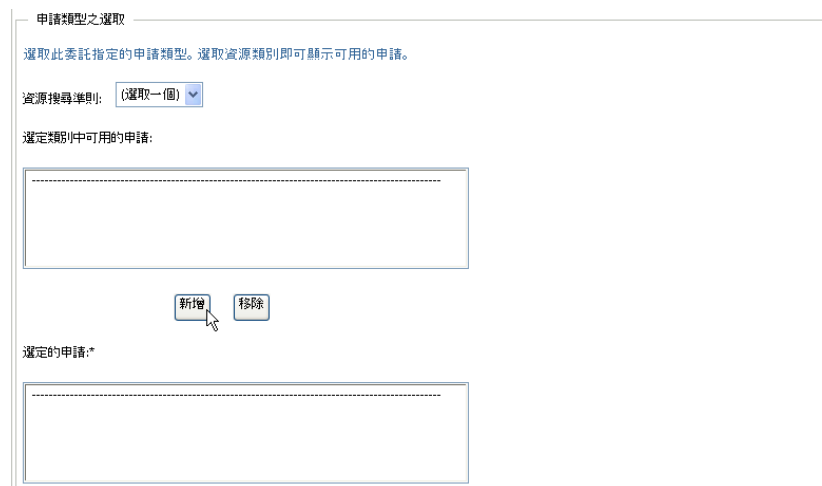 申請類型之選取
選取此委託指定的申請類型。選取資源類別即可顯示可用的申請。
資源搜尋準則: (選取一個)
選定類別中可用的申請:
新增 移除
選定的申請:*